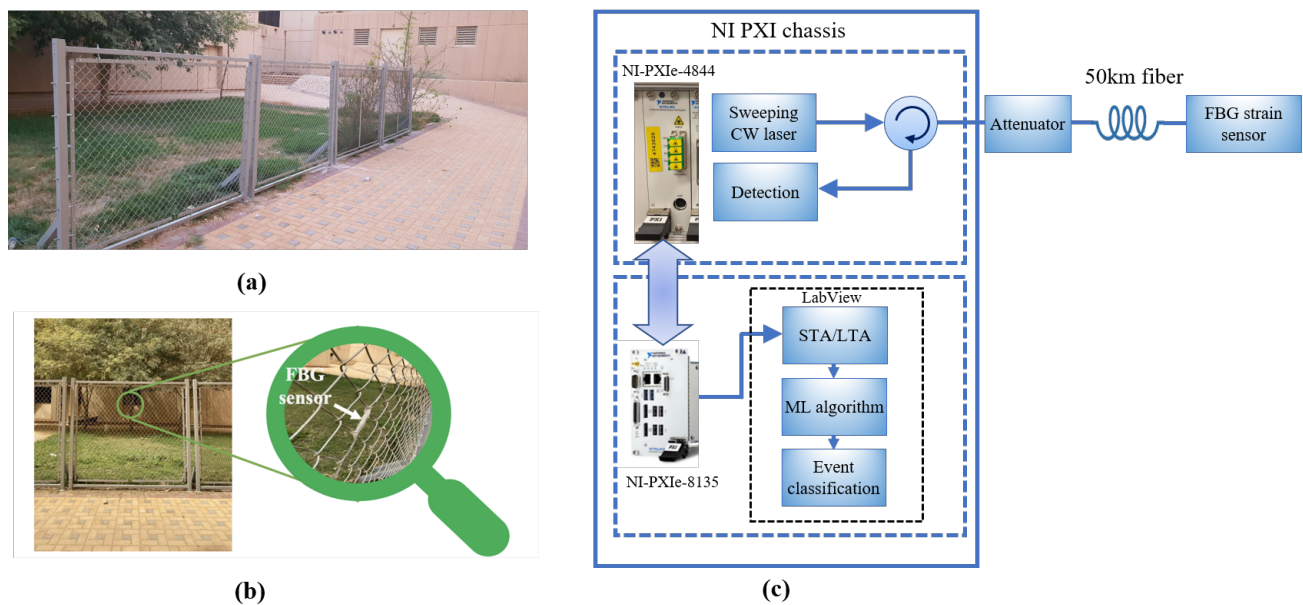 (a)
FBG
sensor
(b)
NI PXI chassis
NI-PXIe-4844
Sweeping
CW laser
Detection
PXI
NI-PXIe-8135
LabView
STA/LTA
ML algorithm
Event
classification
Attenuator
50km fiber
FBG strain
sensor
(c)